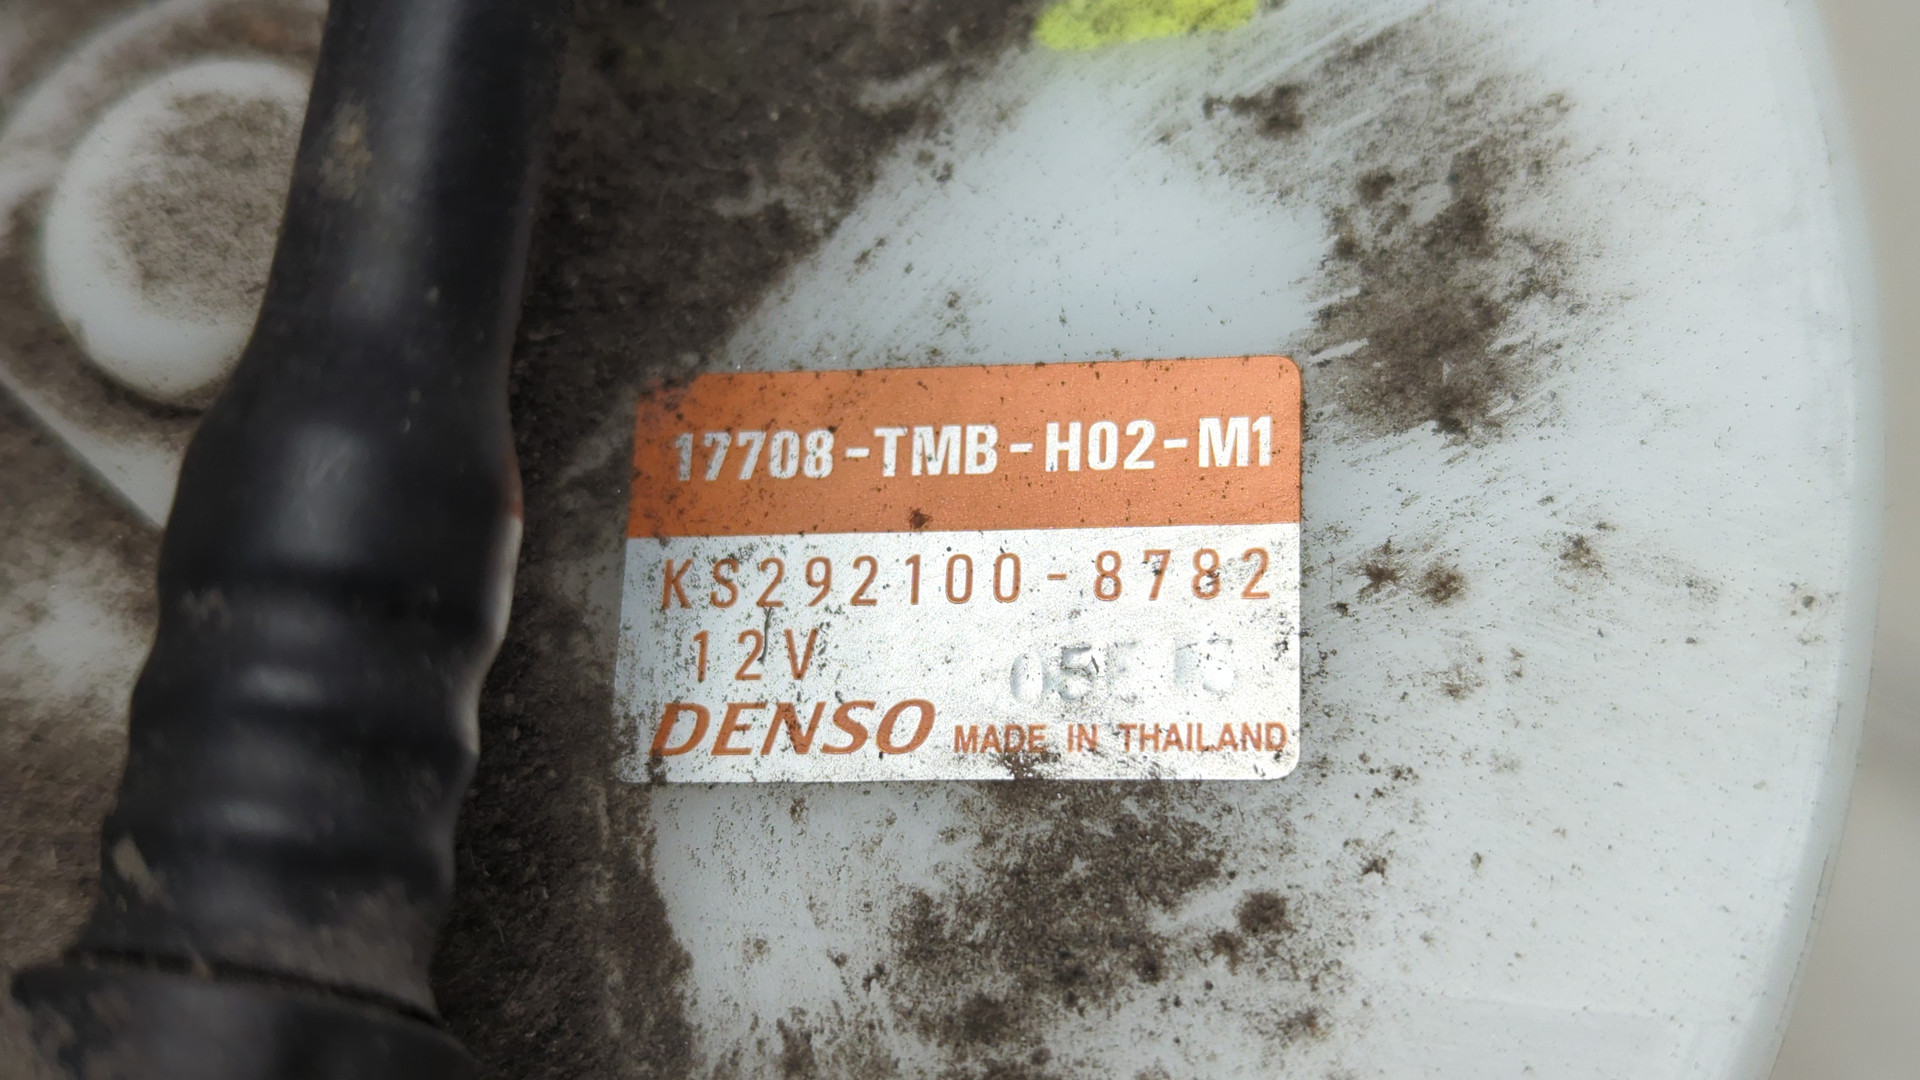 17708-TMB-H02-M1
KS292100-8782
12V
DENSO MADE IN THAILAND